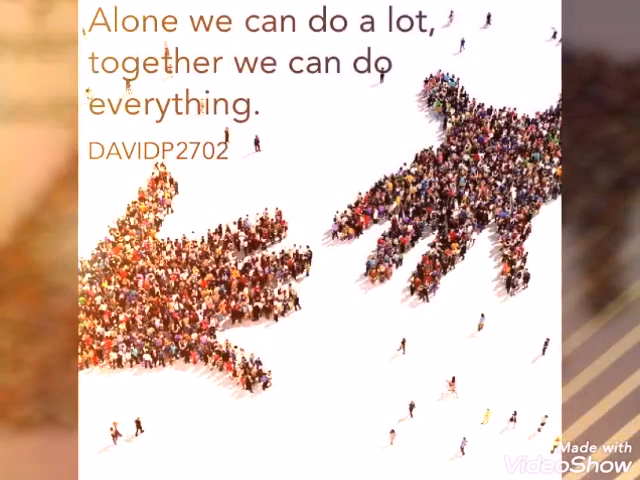 Alone we can do a lot,
together we can do
everything.
DAVIDP2702
Made with
VideoShow